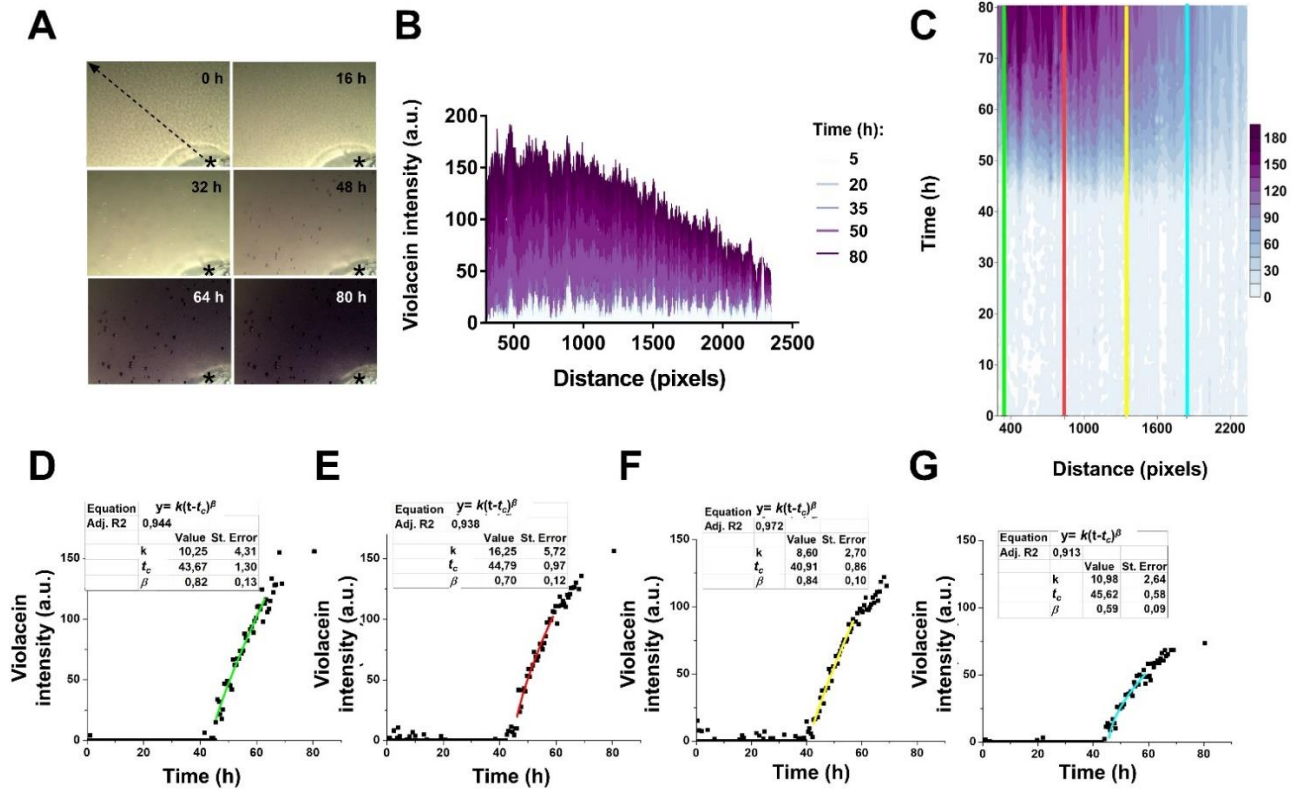 A
0 h
16 h
*
*
32 h
48 h
*
*
64 h
80 h
*
*
B
Violacein intensity (a.u.)
200
150
100
50
0
500
1000
1500
2000
2500
Distance (pixels)
Time (h):
5
20
35
50
80
C
Time (h)
80
70
60
50
40
30
20
10
0
400
1000
1600
2200
Distance (pixels)
180
150
120
90
60
30
0
D
Violacein
intensity (a.u.)
Equation y= k(t-tc)β
Adj. R2 0,944
Value St. Error
k 10,25 4,31
tc 43,67 1,30
β 0,82 0,13
150
100
50
0
0 20 40 60 80
Time (h)
E
Violacein
intensity (a.u.)
Equation y= k(t-tc)β
Adj. R2 0,938
Value St. Error
k 16,25 5,72
tc 44,79 0,97
β 0,70 0,12
150
100
50
0
0 20 40 60 80
Time (h)
F
Violacein
intensity (a.u.)
Equation y= k(t-tc)β
Adj. R2 0,972
Value St. Error
k 8,60 2,70
tc 40,91 0,86
β 0,84 0,10
150
100
50
0
0 20 40 60 80
Time (h)
G
Violacein
intensity (a.u.)
Equation y= k(t-tc)β
Adj. R2 0,913
Value St. Error
k 10,98 2,64
tc 45,62 0,58
β 0,59 0,09
150
100
50
0
0 20 40 60 80
Time (h)